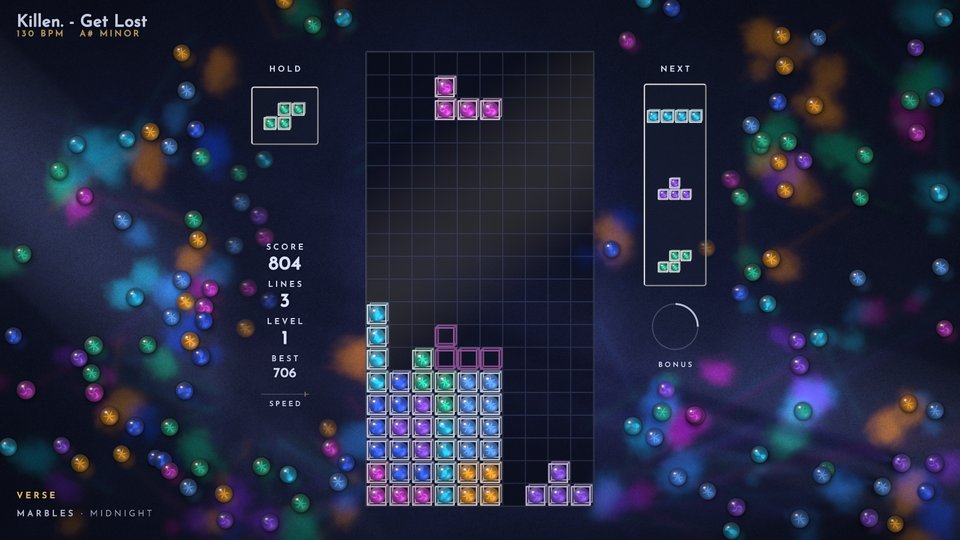 Killen. - Get Lost
130 BPM A# MINOR
HOLD
NEXT
SCORE
804
LINES
3
LEVEL
1
BEST
706
SPEED
BONUS
VERSE
MARBLES · MIDNIGHT